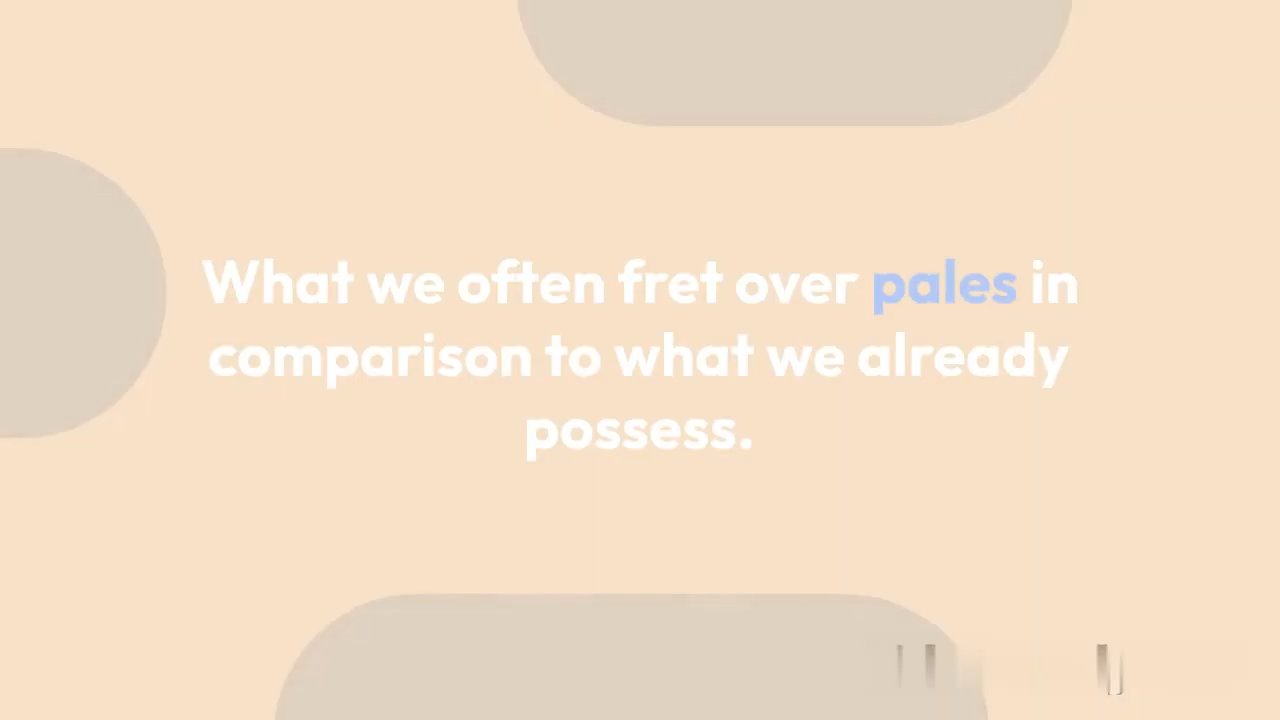 What we often fret over pales in
comparison to what we already
possess.